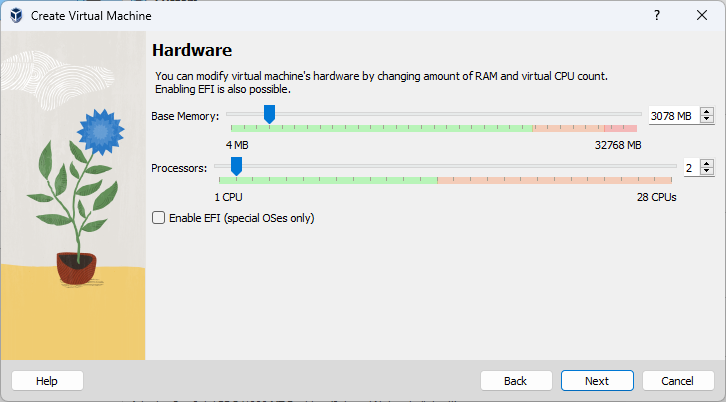 Create Virtual Machine
Hardware
You can modify virtual machine's hardware by changing amount of RAM and virtual CPU count.
Enabling EFI is also possible.
Base Memory: 3078 MB
4 MB 32768 MB
Processors: 2
1 CPU 28 CPUs
Enable EFI (special OSes only)
Help Back Next Cancel